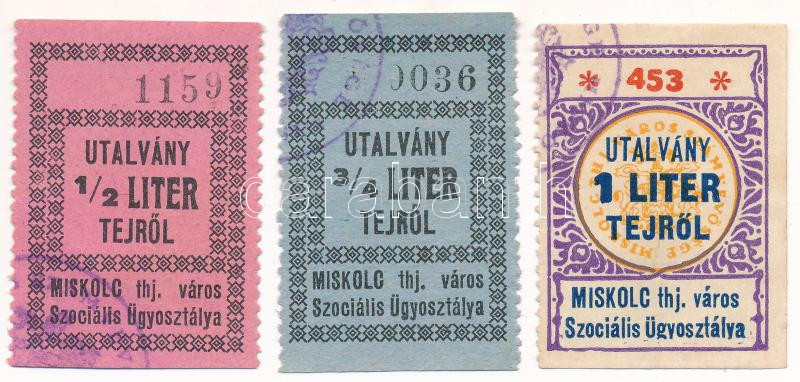 1159
UTALVÁNY
1/2 LITER
TEJRŐL
MISKOLC thj. város
Szociális Ügyosztálya
0036
UTALVÁNY
3/4 LITER
TEJRŐL
MISKOLC thj. város
Szociális Ügyosztálya
* 453 *
UTALVÁNY
1 LITER
TEJRŐL
MISKOLC thj. város
Szociális Ügyosztálya
darabanth